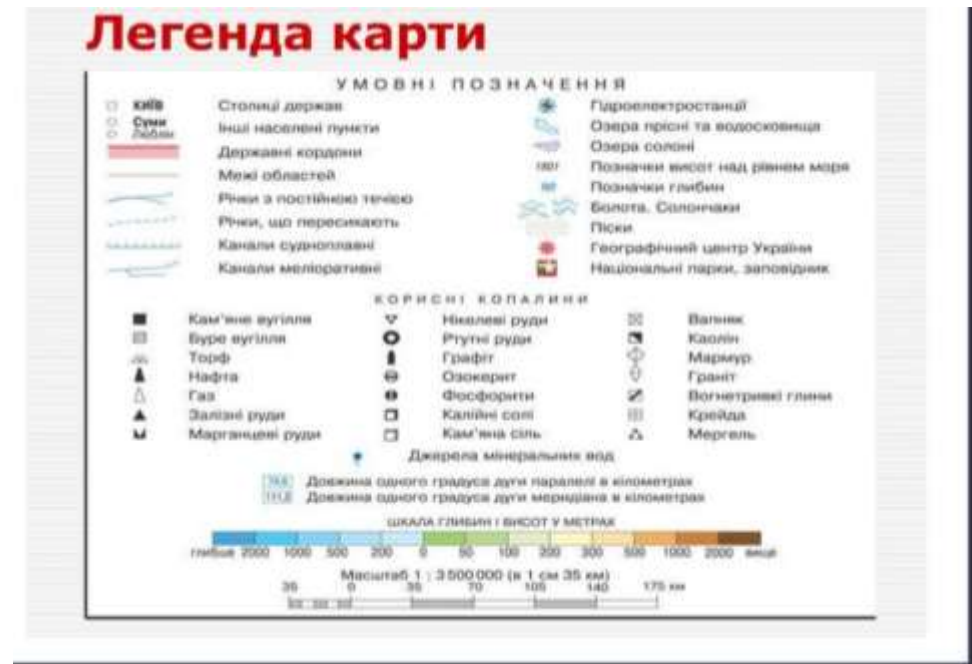 Легенда карти
УМОВНІ ПОЗНАЧЕННЯ
КИЇВ Столиці держав
Суми
Люблін Інші населені пункти
Державні кордони
Межі областей
Річки з постійною течією
Річки, що пересихають
Канали судноплавні
Канали меліоративні
Гідроелектростанції
Озера прісні та водосховища
Озера солоні
Позначки висот над рівнем моря
Позначки глибин
Болота. Солончаки
Піски
Географічний центр України
Національні парки, заповідник
КОРИСНІ КОПАЛИНИ
Кам'яне вугілля
Буре вугілля
Торф
Нафта
Газ
Залізні руди
Марганцеві руди
Нікелеві руди
Ртутні руди
Графіт
Озокерит
Фосфорити
Калійні солі
Кам'яна сіль
Вапняк
Каолін
Мармур
Граніт
Вогнетривкі глини
Крейда
Мергель
Джерела мінеральних вод
Довжина одного градуса дуги паралелі в кілометрах
Довжина одного градуса дуги меридіана в кілометрах
ШКАЛА ГЛИБИН І ВИСОТ У МЕТРАХ
глибше 2000 1000 500 200 0 50 100 200 300 500 1000 2000 вище
Масштаб 1 : 3 500 000 (в 1 см 35 км)
35 0 35 70 105 140 175 км